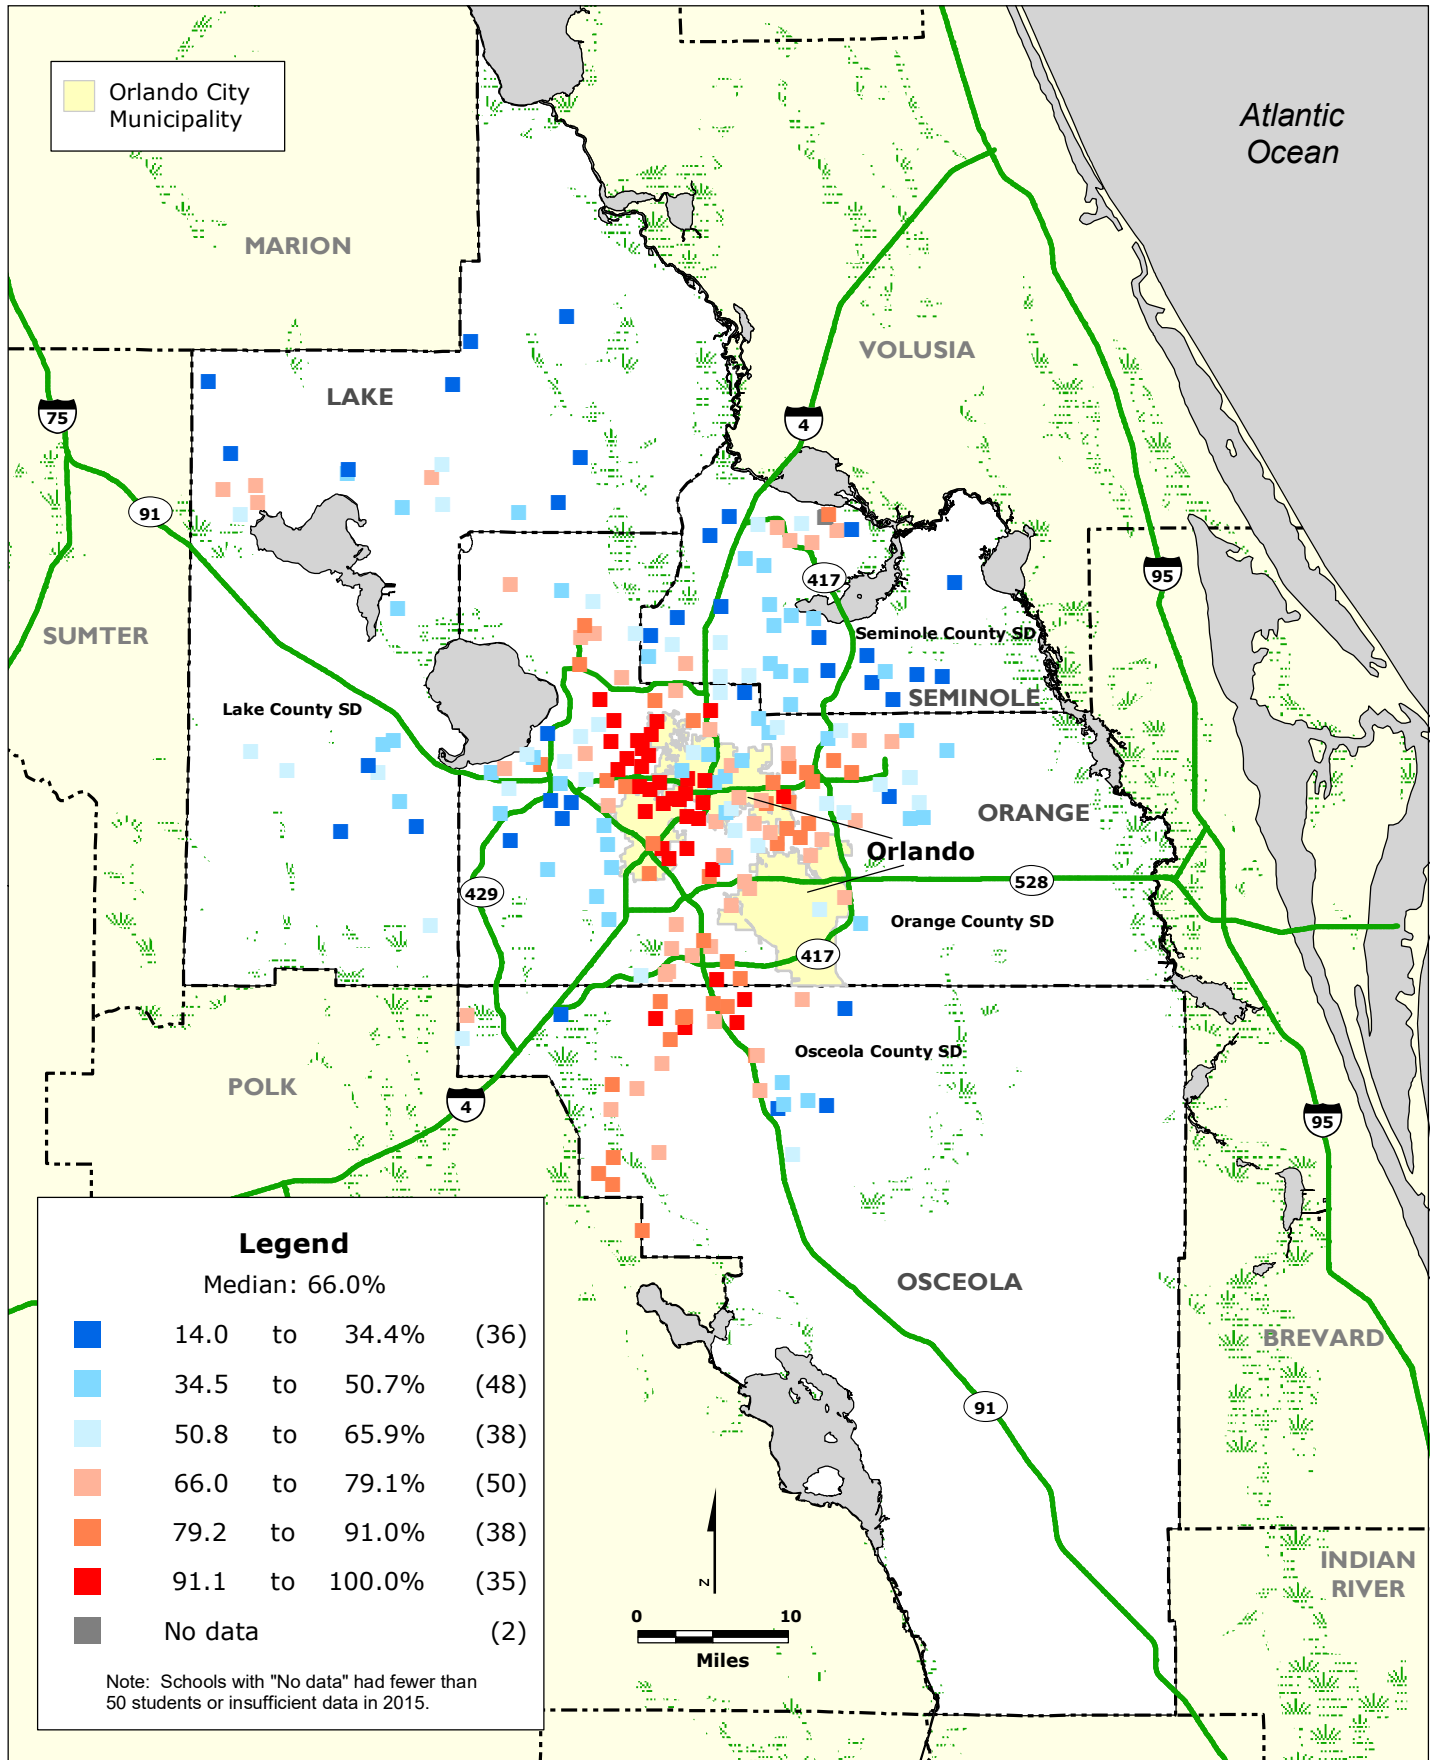 Orlando City
Municipality
Atlantic
Ocean
MARION
VOLUSIA
LAKE
75
4
91
417
95
SUMTER
Seminole County SD
SEMINOLE
Lake County SD
ORANGE
Orlando
429
528
Orange County SD
417
Osceola County SD
POLK
4
95
OSCEOLA
BREVARD
91
INDIAN
RIVER
Legend
Median: 66.0%
14.0 to 34.4% (36)
34.5 to 50.7% (48)
50.8 to 65.9% (38)
66.0 to 79.1% (50)
79.2 to 91.0% (38)
91.1 to 100.0% (35)
No data (2)
Note: Schools with "No data" had fewer than
50 students or insufficient data in 2015.
N
0 10
Miles